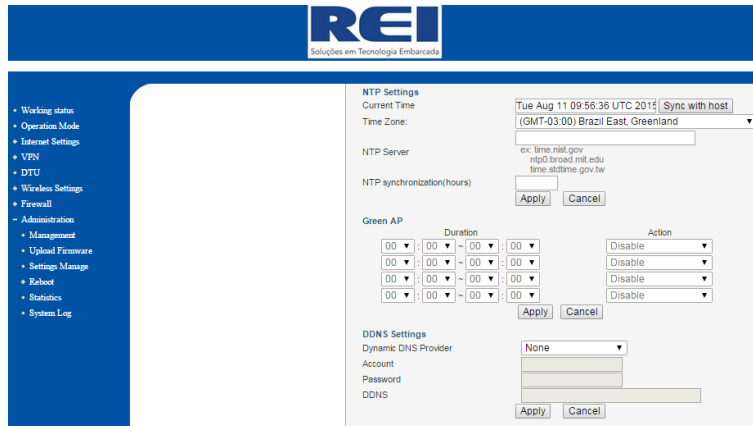 REI
Soluções em Tecnologia Embarcada
Working status
Operation Mode
Internet Settings
VPN
DTU
Wireless Settings
Firewall
Administration
Management
Upload Firmware
Settings Manage
Reboot
Statistics
System Log
NTP Settings
Current Time Tue Aug 11 09:56:36 UTC 2015 Sync with host
Time Zone: (GMT-03:00) Brazil East, Greenland
NTP Server
ex: time.nist.gov
ntp0.broad.mit.edu
time.stdtime.gov.tw
NTP synchronization(hours)
Apply Cancel
Green AP
Duration Action
00 : 00 ~ 00 : 00 Disable
00 : 00 ~ 00 : 00 Disable
00 : 00 ~ 00 : 00 Disable
00 : 00 ~ 00 : 00 Disable
Apply Cancel
DDNS Settings
Dynamic DNS Provider None
Account
Password
DDNS
Apply Cancel